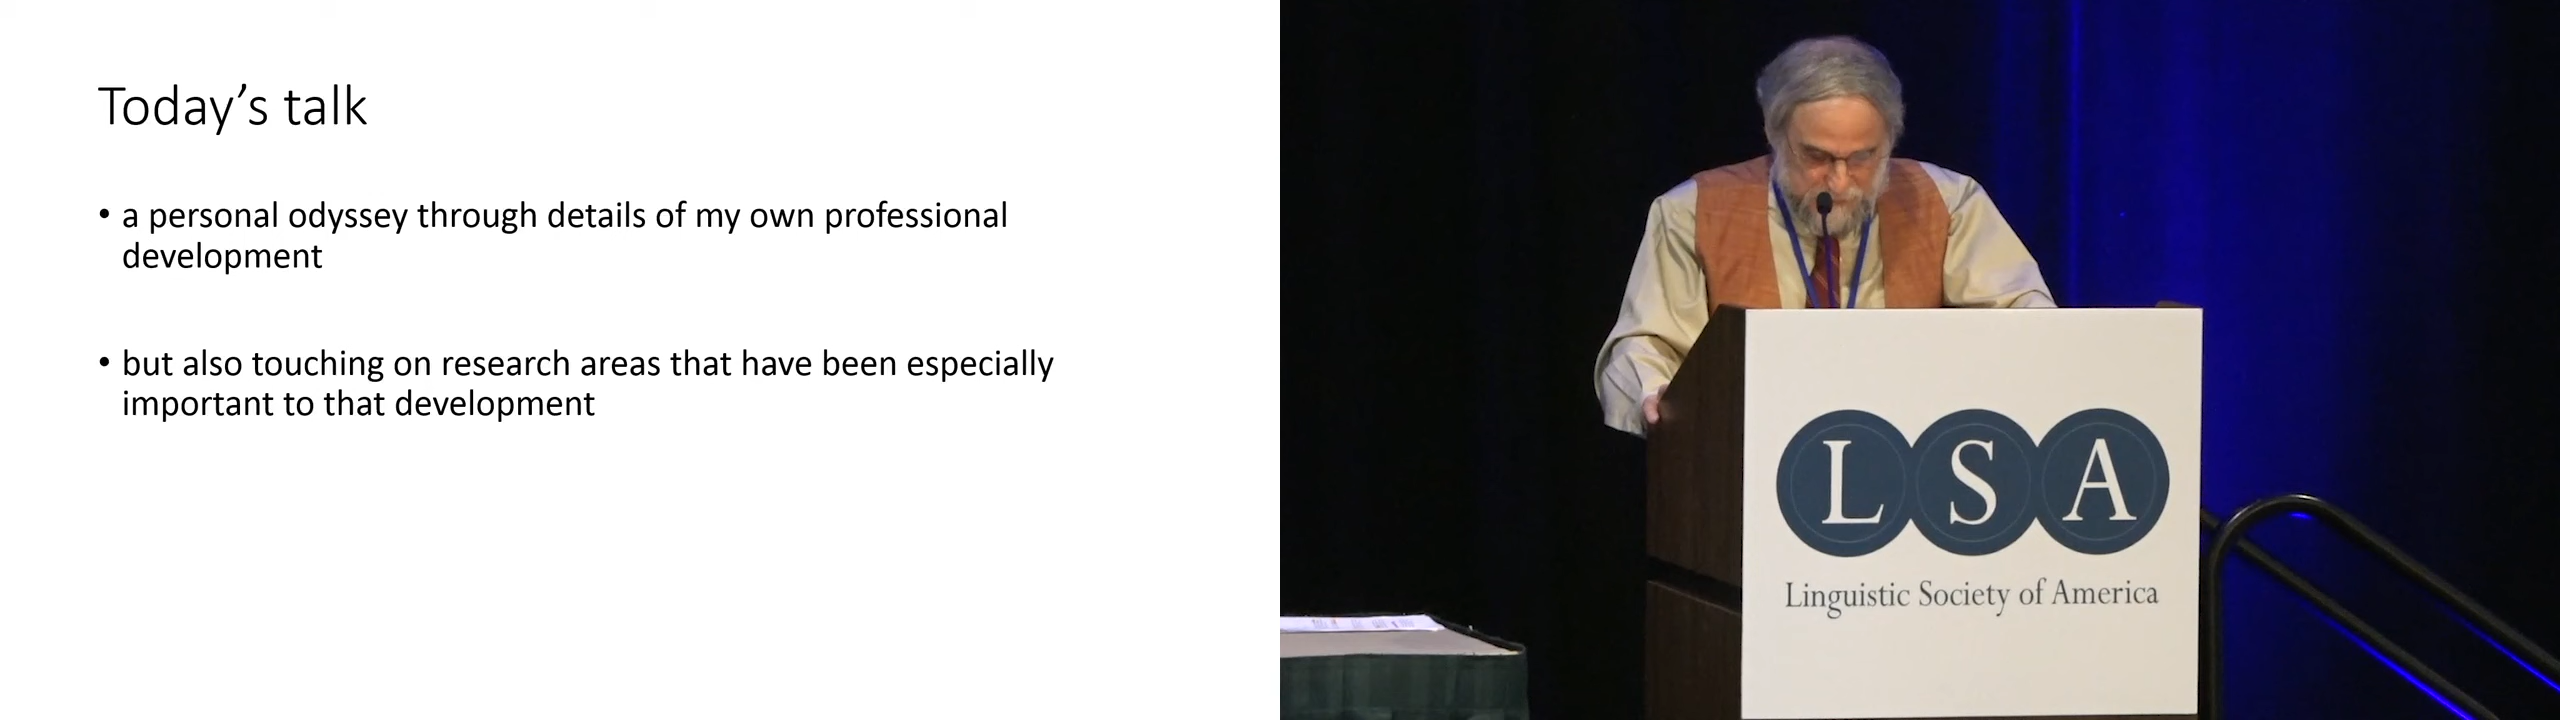 Today’s talk
• a personal odyssey through details of my own professional
development
• but also touching on research areas that have been especially
important to that development
L S A
Linguistic Society of America